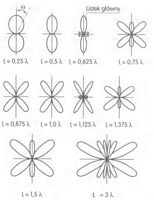 Listek główny
l = 0,25 λ
l = 0,5 λ
l = 0,625 λ
l = 0,75 λ
l = 0,875 λ
l = 1,0 λ
l = 1,125 λ
l = 1,375 λ
l = 1,5 λ
l = 3 λ